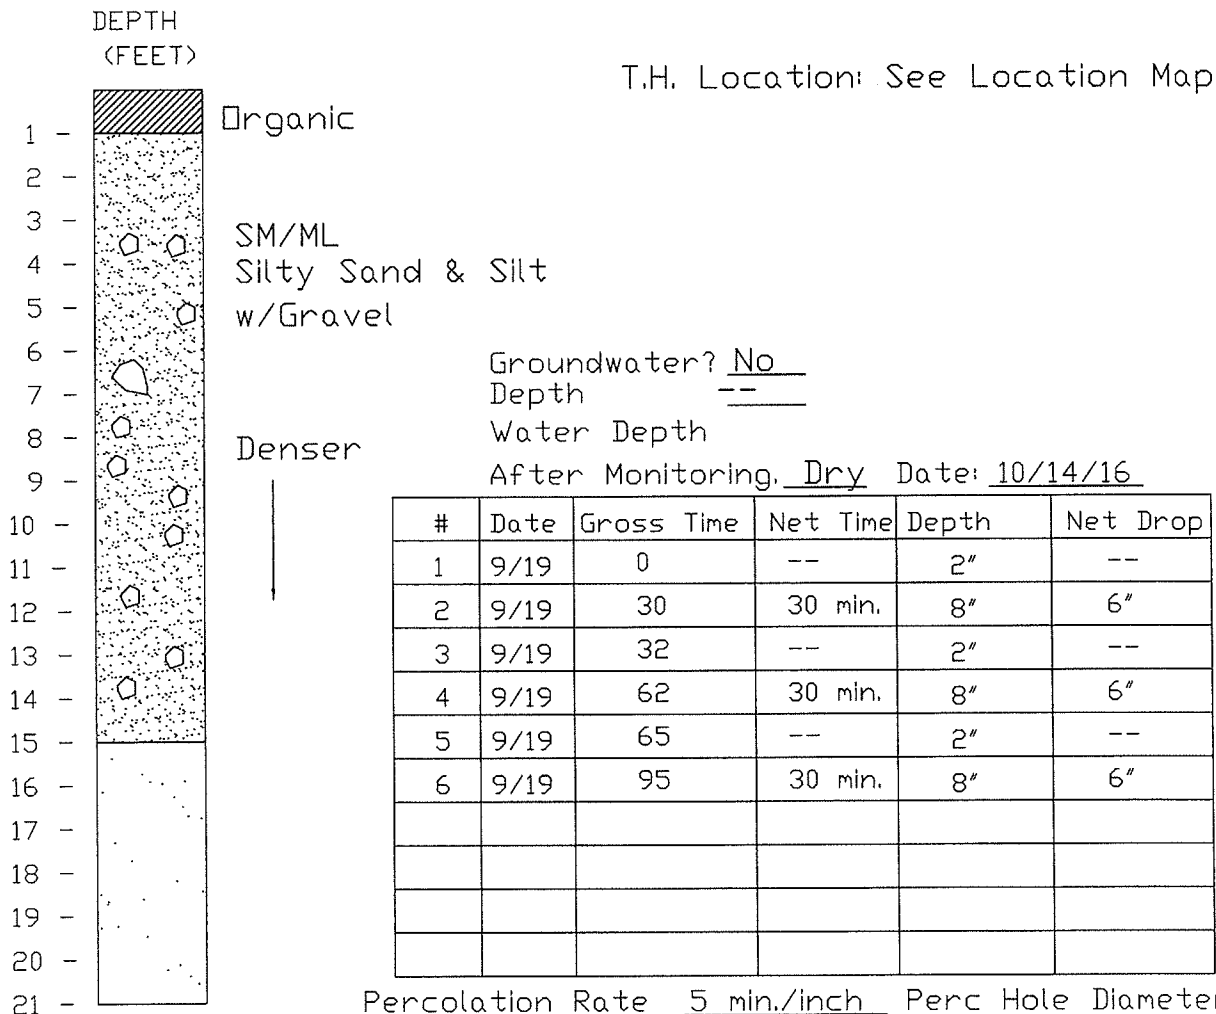 DEPTH
(FEET)
T.H. Location: See Location Map
Organic
1 -
2 -
3 -
SM/ML
4 -
Silty Sand & Silt
5 -
w/Gravel
6 -
Groundwater? No
7 -
Depth --
Water Depth
8 -
Denser
9 -
After Monitoring. Dry Date: 10/14/16
# Date Gross Time Net Time Depth Net Drop
10 -
1 9/19 0 -- 2" --
11 -
2 9/19 30 30 min. 8" 6"
12 -
3 9/19 32 -- 2" --
13 -
4 9/19 62 30 min. 8" 6"
14 -
5 9/19 65 -- 2" --
15 -
6 9/19 95 30 min. 8" 6"
16 -
17 -
18 -
19 -
20 -
21 -
Percolation Rate 5 min./inch Perc Hole Diameter